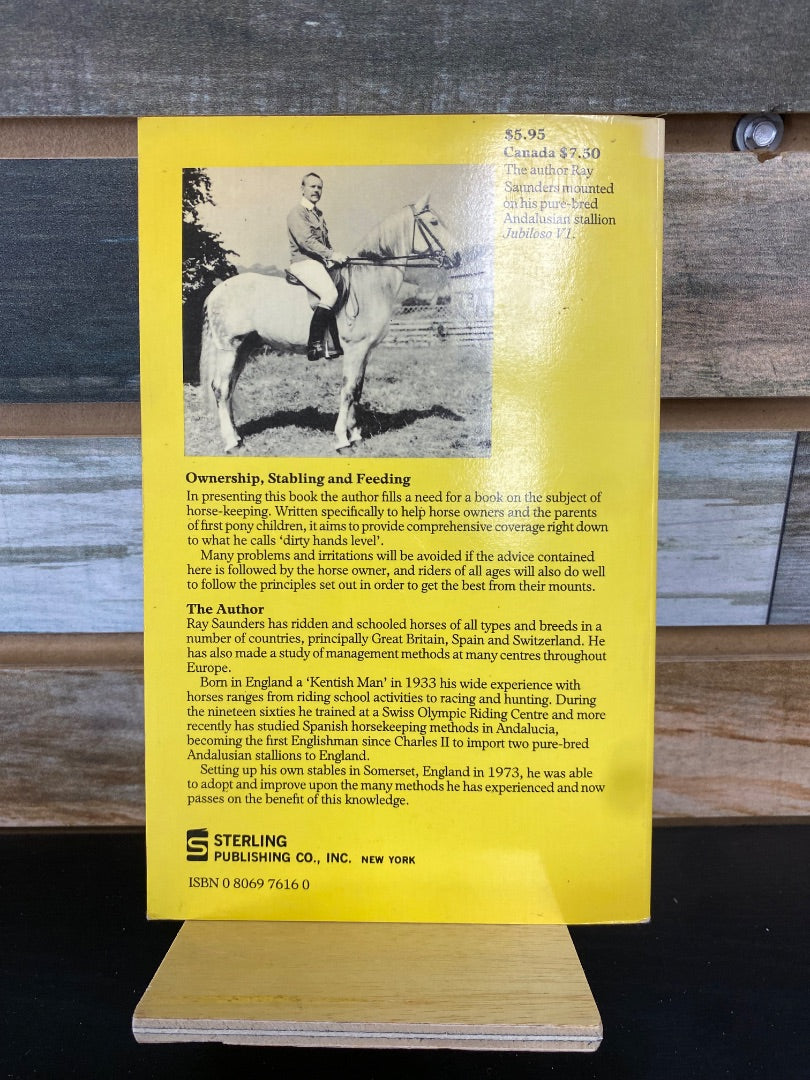 $5.95
Canada $7.50
The author Ray
Saunders mounted
on his pure-bred
Andalusian stallion
Jubiloso VI.
Ownership, Stabling and Feeding
In presenting this book the author fills a need for a book on the subject of
horse-keeping. Written specifically to help horse owners and the parents
of first pony children, it aims to provide comprehensive coverage right down
to what he calls ‘dirty hands level’.
Many problems and irritations will be avoided if the advice contained
here is followed by the horse owner, and riders of all ages will also do well
to follow the principles set out in order to get the best from their mounts.
The Author
Ray Saunders has ridden and schooled horses of all types and breeds in a
number of countries, principally Great Britain, Spain and Switzerland. He
has also made a study of management methods at many centres throughout
Europe.
Born in England a ‘Kentish Man’ in 1933 his wide experience with
horses ranges from riding school activities to racing and hunting. During
the nineteen sixties he trained at a Swiss Olympic Riding Centre and more
recently has studied Spanish horsekeeping methods in Andalucia,
becoming the first Englishman since Charles II to import two pure-bred
Andalusian stallions to England.
Setting up his own stables in Somerset, England in 1973, he was able
to adopt and improve upon the many methods he has experienced and now
passes on the benefit of this knowledge.
STERLING
PUBLISHING CO., INC. NEW YORK
ISBN 0 8069 7616 0